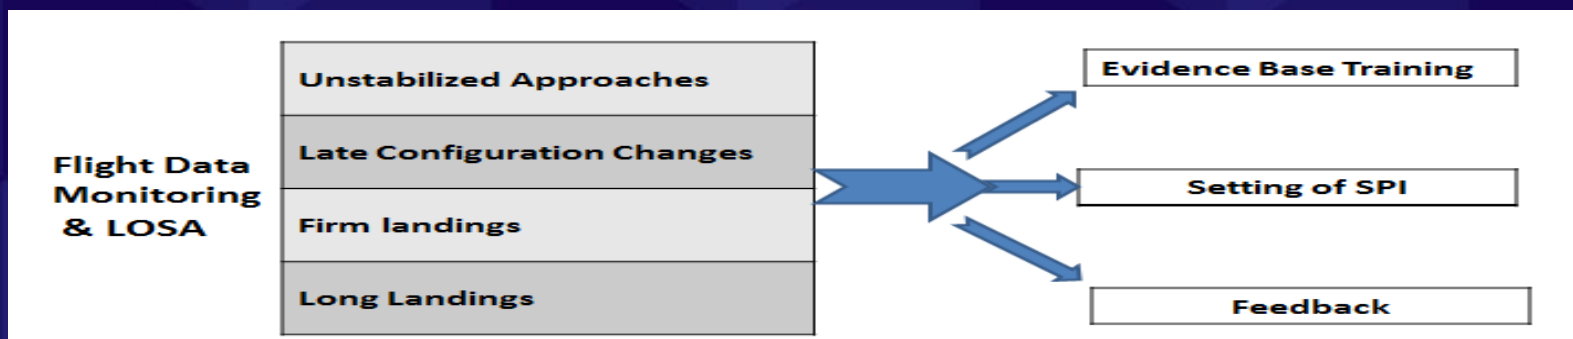 Flight Data
Monitoring
& LOSA
Unstabilized Approaches
Late Configuration Changes
Firm landings
Long Landings
Evidence Base Training
Setting of SPI
Feedback